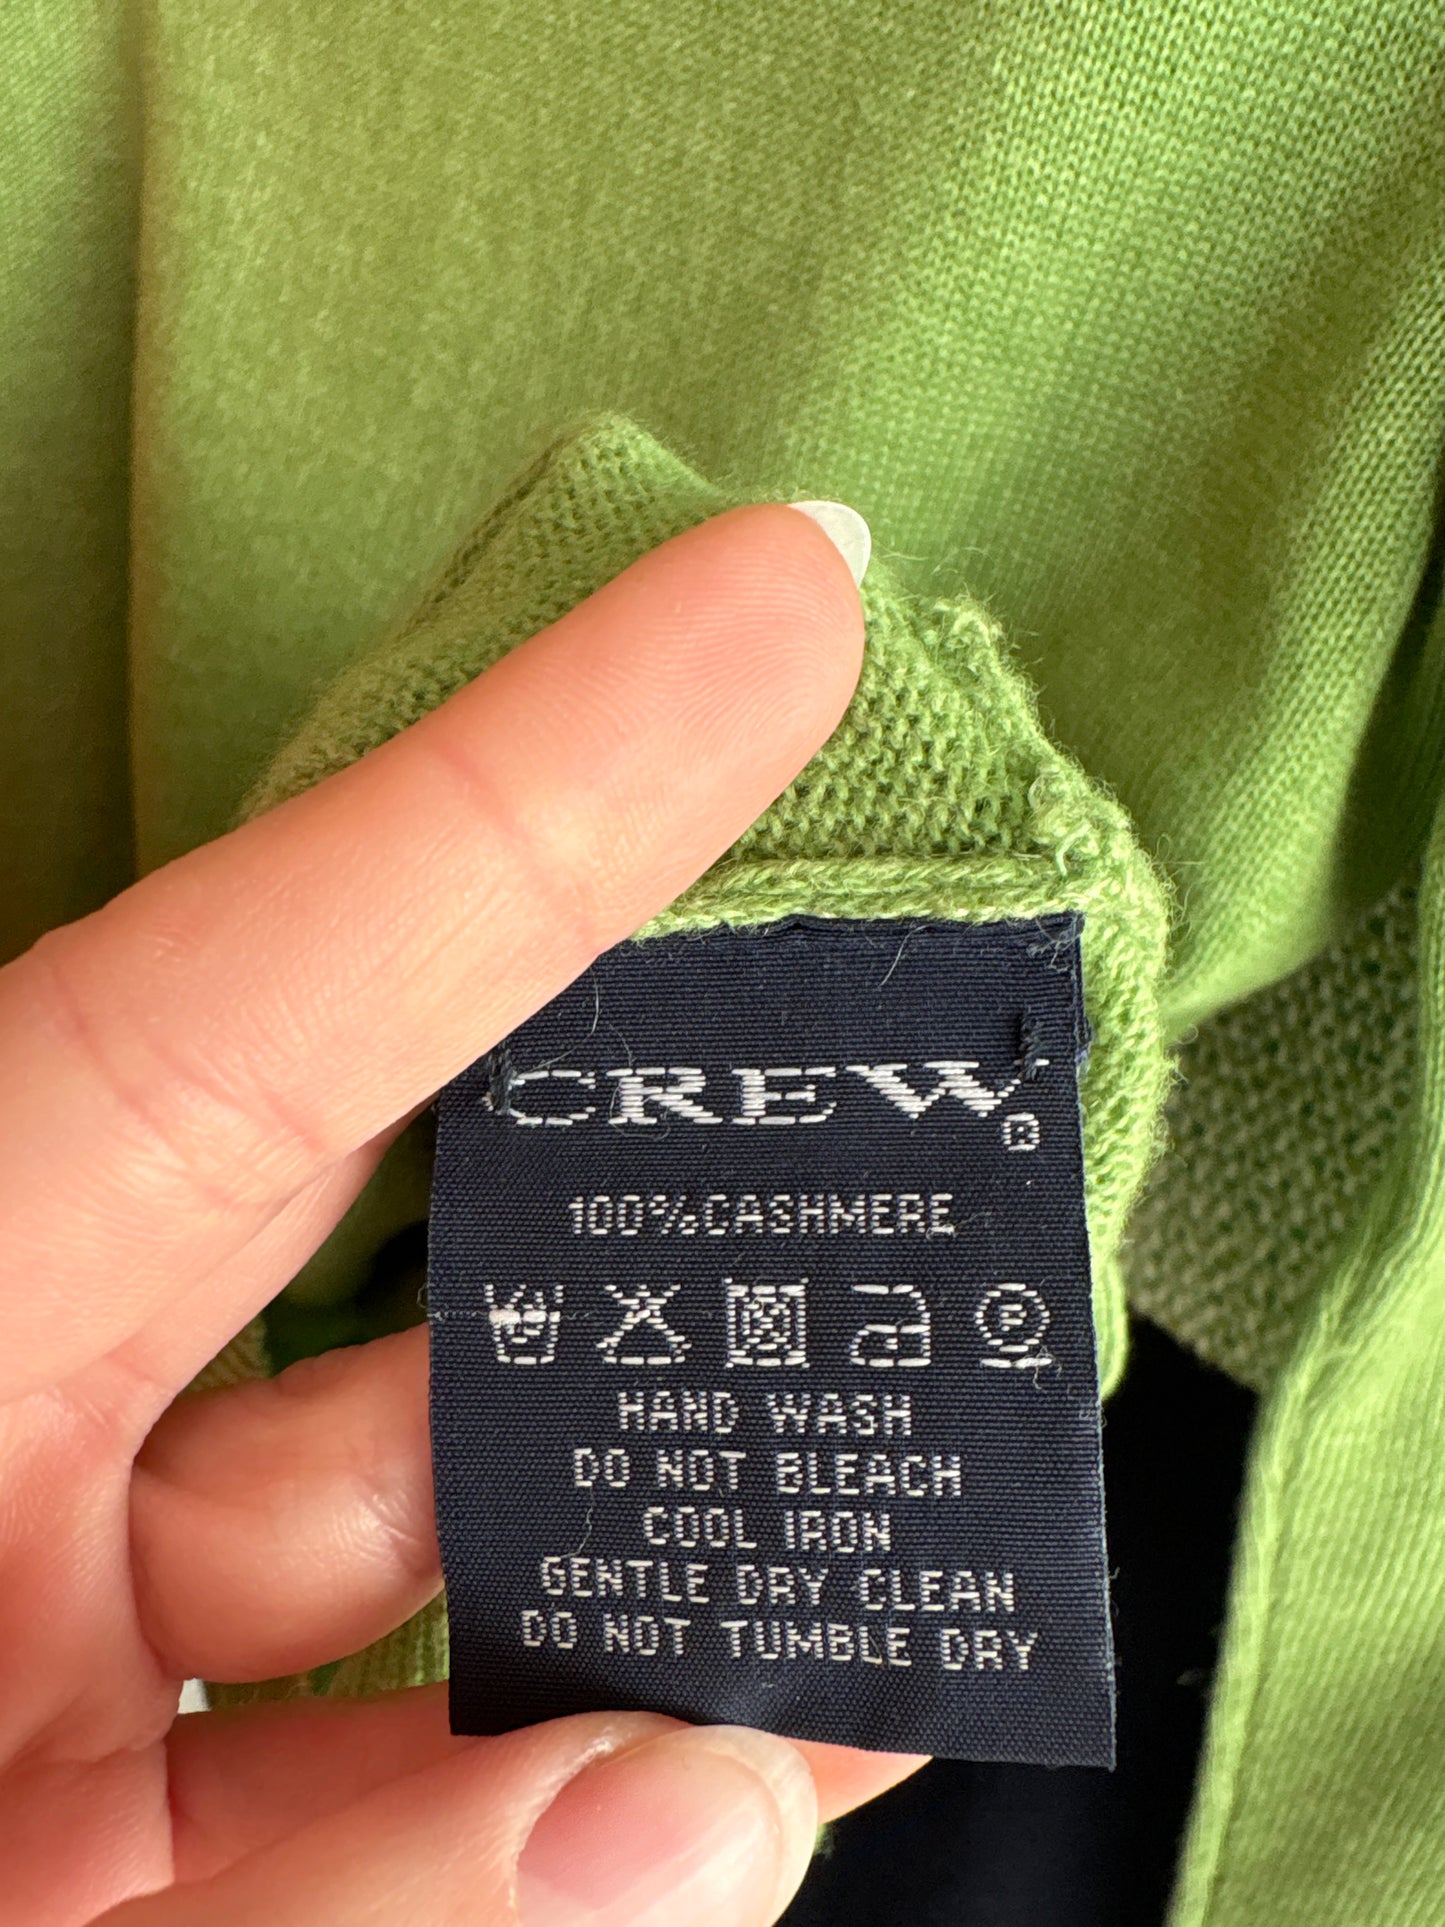 CREW®
100%CASHMERE
P
HAND WASH
DO NOT BLEACH
COOL IRON
GENTLE DRY CLEAN
DO NOT TUMBLE DRY